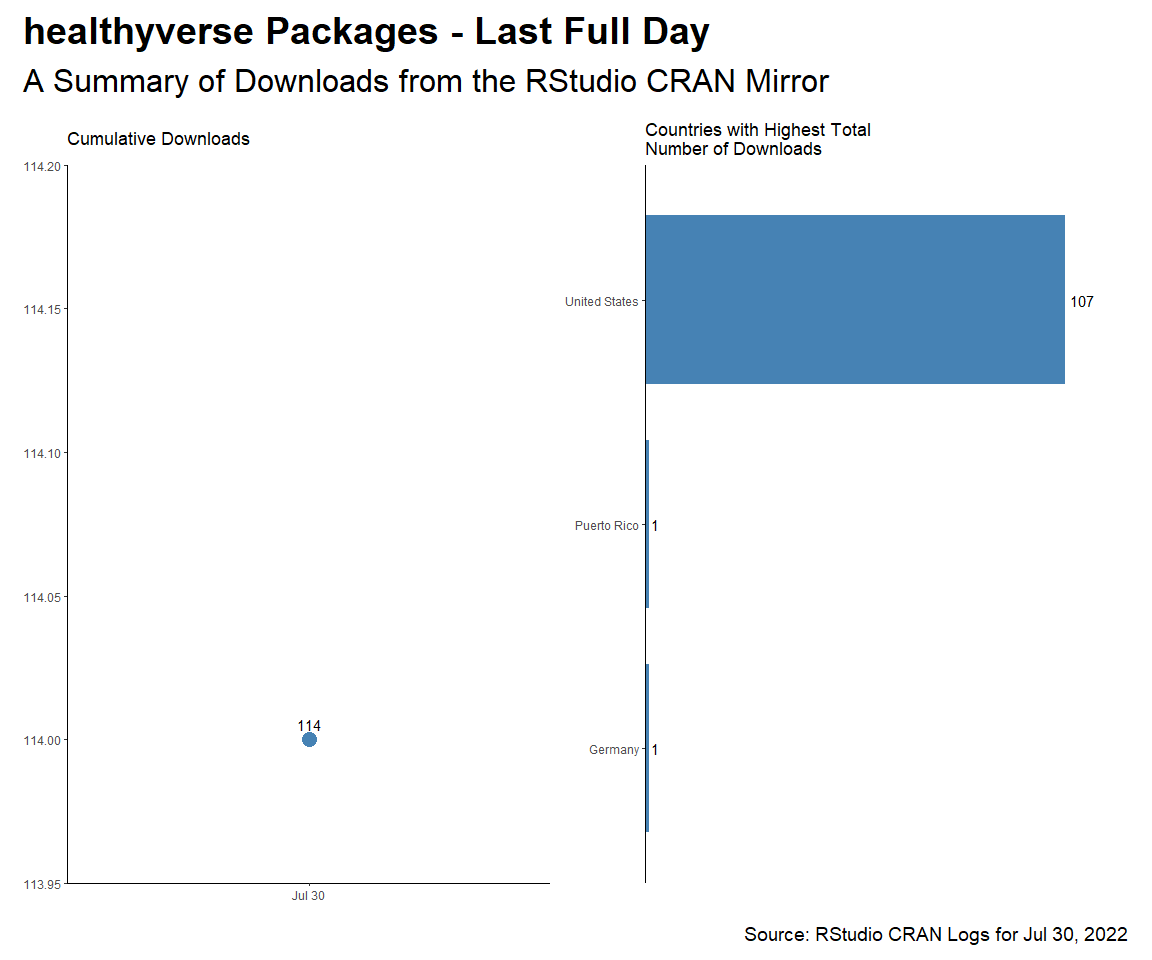 healthyverse Packages - Last Full Day
A Summary of Downloads from the RStudio CRAN Mirror
Cumulative Downloads
114.20
114.15
114.10
114.05
114.00
113.95
114
Jul 30
Countries with Highest Total
Number of Downloads
United States
107
Puerto Rico
1
Germany
1
Source: RStudio CRAN Logs for Jul 30, 2022